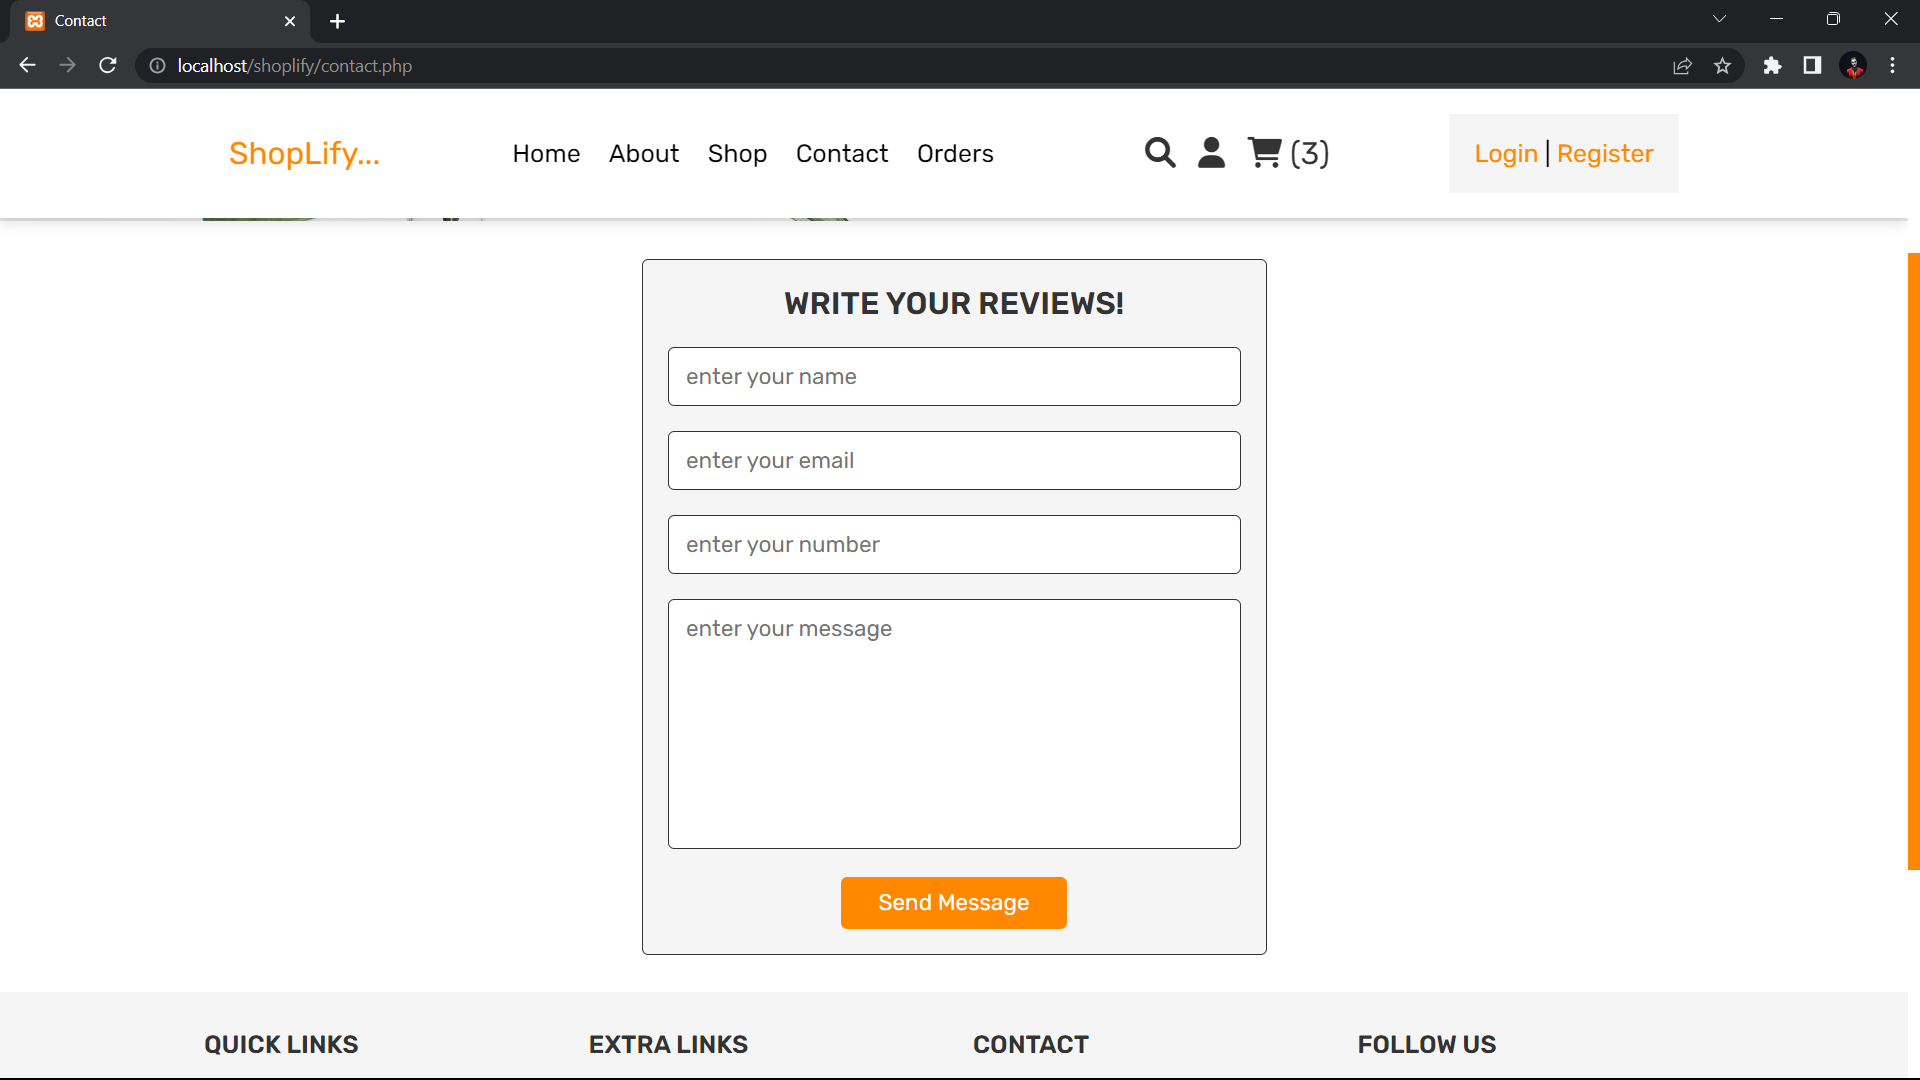 Contact
localhost/shoplify/contact.php
ShopLify... Home About Shop Contact Orders (3) Login | Register
WRITE YOUR REVIEWS!
enter your name
enter your email
enter your number
enter your message
Send Message
QUICK LINKS EXTRA LINKS CONTACT FOLLOW US